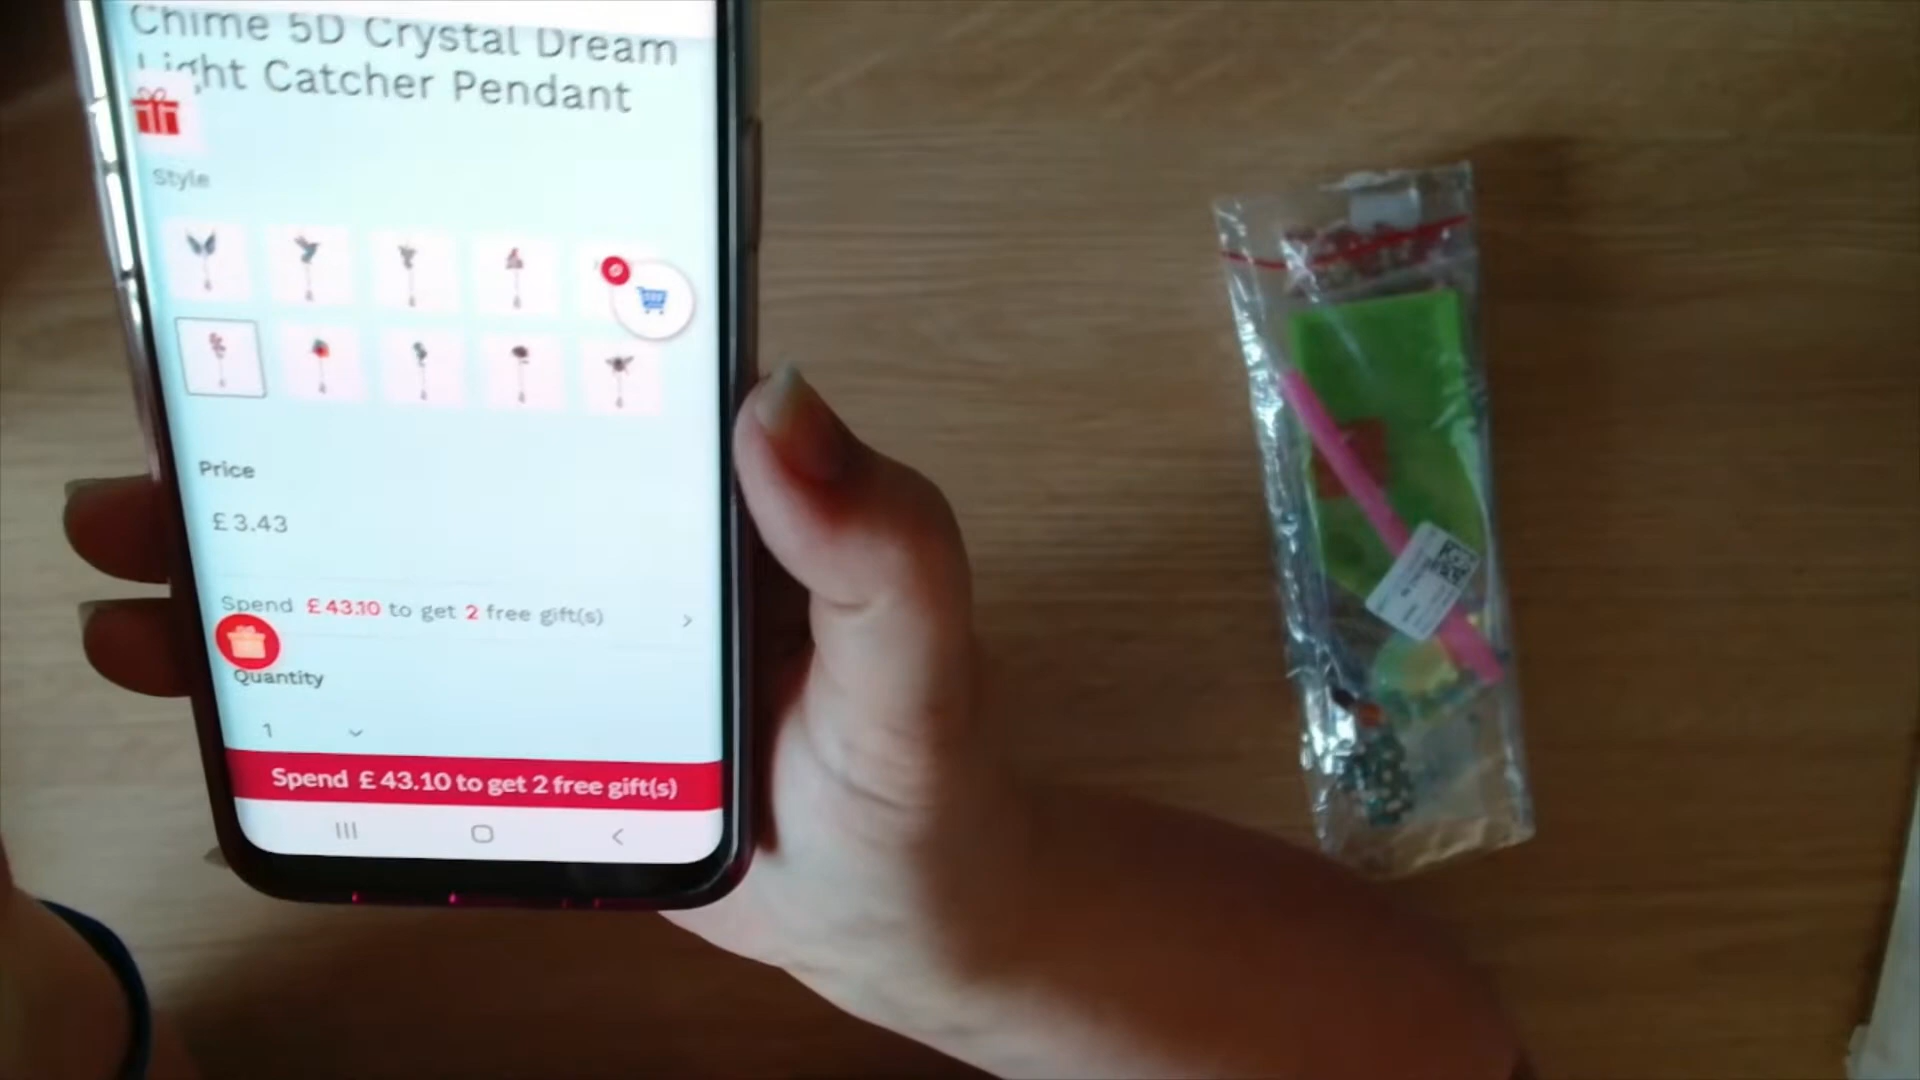 Chime 5D Crystal Dream
Light Catcher Pendant
Style
Price
£3.43
Spend £43.10 to get 2 free gift(s)
Quantity
1
Spend £43.10 to get 2 free gift(s)